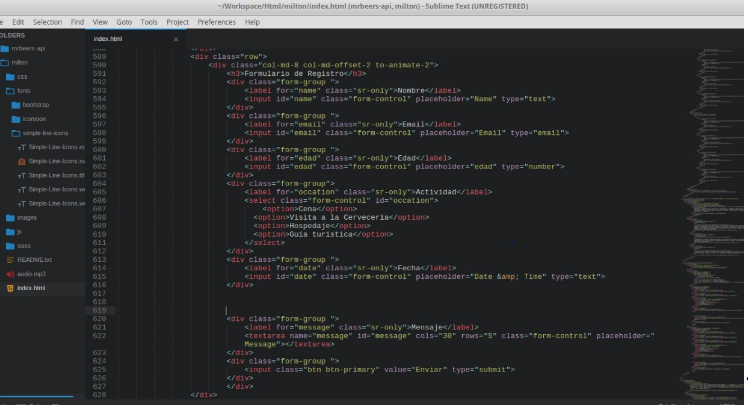 ~/Workspace/Html/milton/index.html (mrbeers-api, milton) - Sublime Text (UNREGISTERED)
Edit Selection Find View Goto Tools Project Preferences Help
OLDERS
mrbeers-api
milton
css
fonts
bootstrap
icomoon
simple-line-icons
Simple-Line-Icons.
Simple-Line-Icons.
Simple-Line-Icons.ttf
Simple-Line-Icons.
Simple-Line-Icons.
images
js
sass
README.txt
audio.mp3
index.html
index.html ×
589 <div class="row">
590 <div class="col-md-8 col-md-offset-2 to-animate-2">
591 <h3>Formulario de Registro</h3>
592 <div class="form-group ">
593 <label for="name" class="sr-only">Nombre</label>
594 <input id="name" class="form-control" placeholder="Name" type="text">
595 </div>
596 <div class="form-group ">
597 <label for="email" class="sr-only">Email</label>
598 <input id="email" class="form-control" placeholder="Email" type="email">
599 </div>
600 <div class="form-group ">
601 <label for="edad" class="sr-only">Edad</label>
602 <input id="edad" class="form-control" placeholder="edad" type="number">
603 </div>
604 <div class="form-group">
605 <label for="occation" class="sr-only">Actividad</label>
606 <select class="form-control" id="occation">
607 <option>Cena</option>
608 <option>Visita a la Cerveceria</option>
609 <option>Hospedaje</option>
610 <option>Guia turistica</option>
611 </select>
612 </div>
613 <div class="form-group ">
614 <label for="date" class="sr-only">Fecha</label>
615 <input id="date" class="form-control" placeholder="Date &amp; Time" type="text">
616 </div>
617
618
619
620 <div class="form-group ">
621 <label for="message" class="sr-only">Mensaje</label>
622 <textarea name="message" id="message" cols="30" rows="5" class="form-control" placeholder="
Message"></textarea>
623 </div>
624 <div class="form-group ">
625 <input class="btn btn-primary" value="Enviar" type="submit">
626 </div>
627 </div>
628 </div>